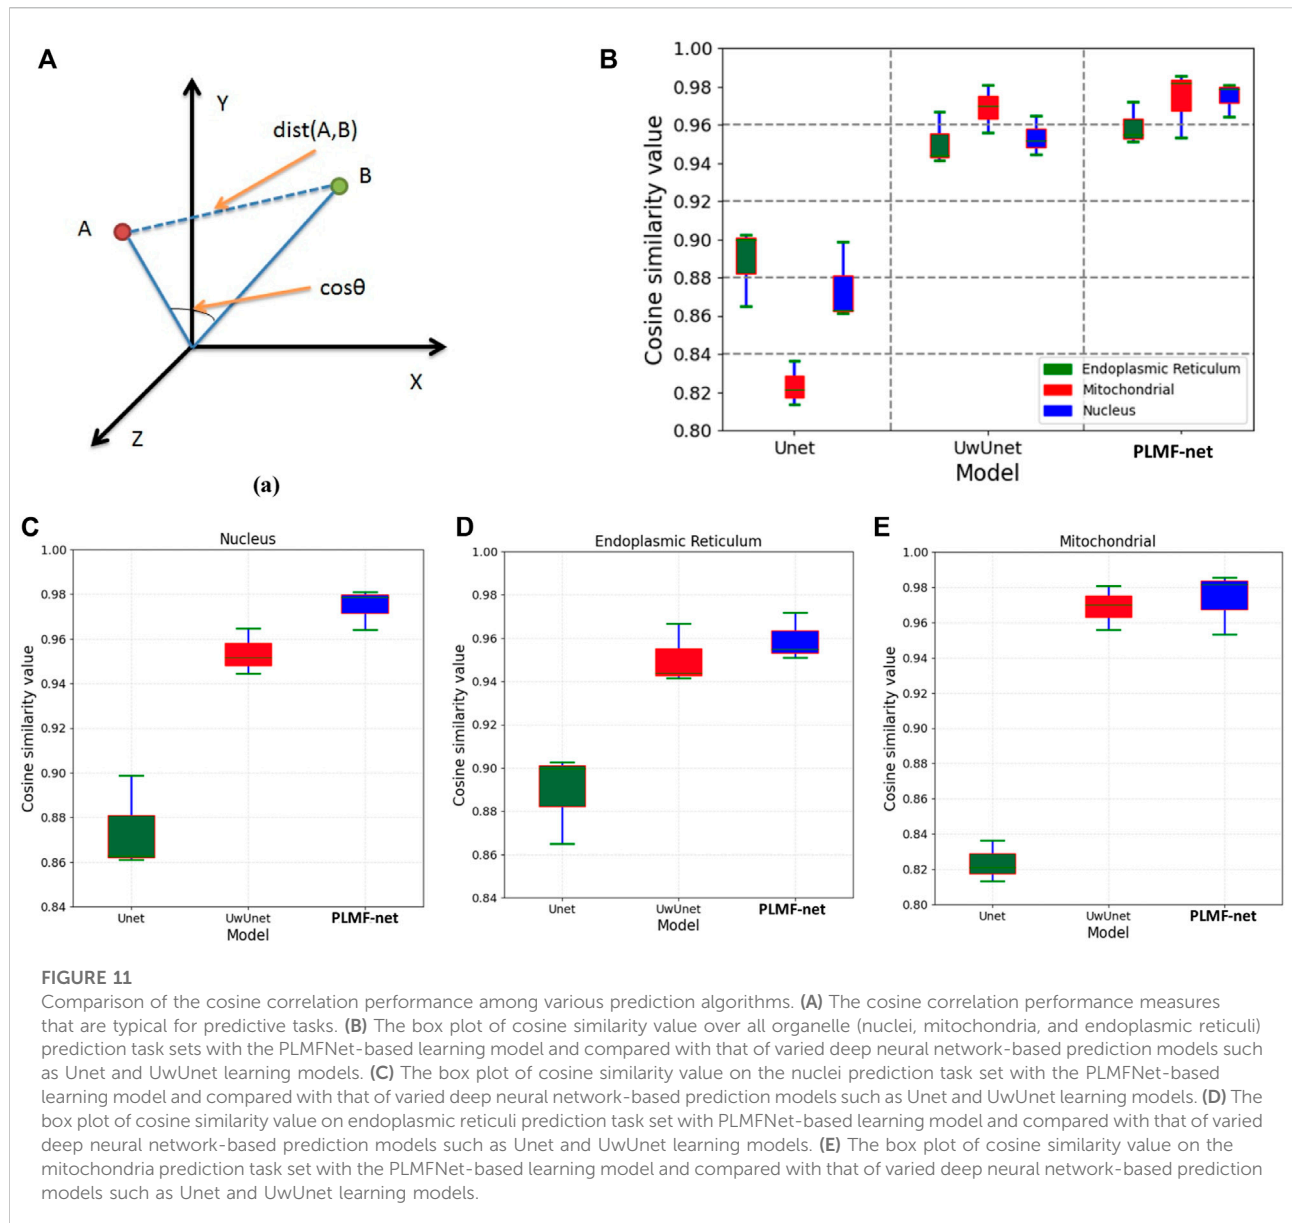 A
Y
dist(A,B)
B
A
cosθ
X
Z
(a)
B
Cosine similarity value
1.00
0.98
0.96
0.94
0.92
0.90
0.88
0.86
0.84
0.82
0.80
Endoplasmic Reticulum
Mitochondrial
Nucleus
Unet
UwUnet
PLMF-net
Model
C
Nucleus
Cosine similarity value
1.00
0.98
0.96
0.94
0.92
0.90
0.88
0.86
0.84
Unet
UwUnet
PLMF-net
Model
D
Endoplasmic Reticulum
Cosine similarity value
1.00
0.98
0.96
0.94
0.92
0.90
0.88
0.86
0.84
Unet
UwUnet
PLMF-net
Model
E
Mitochondrial
Cosine similarity value
1.00
0.98
0.96
0.94
0.92
0.90
0.88
0.86
0.84
0.82
0.80
Unet
UwUnet
PLMF-net
Model
FIGURE 11
Comparison of the cosine correlation performance among various prediction algorithms. (A) The cosine correlation performance measures
that are typical for predictive tasks. (B) The box plot of cosine similarity value over all organelle (nuclei, mitochondria, and endoplasmic reticuli)
prediction task sets with the PLMFNet-based learning model and compared with that of varied deep neural network-based prediction models such
as Unet and UwUnet learning models. (C) The box plot of cosine similarity value on the nuclei prediction task set with the PLMFNet-based
learning model and compared with that of varied deep neural network-based prediction models such as Unet and UwUnet learning models. (D) The
box plot of cosine similarity value on endoplasmic reticuli prediction task set with PLMFNet-based learning model and compared with that of varied
deep neural network-based prediction models such as Unet and UwUnet learning models. (E) The box plot of cosine similarity value on the
mitochondria prediction task set with the PLMFNet-based learning model and compared with that of varied deep neural network-based prediction
models such as Unet and UwUnet learning models.